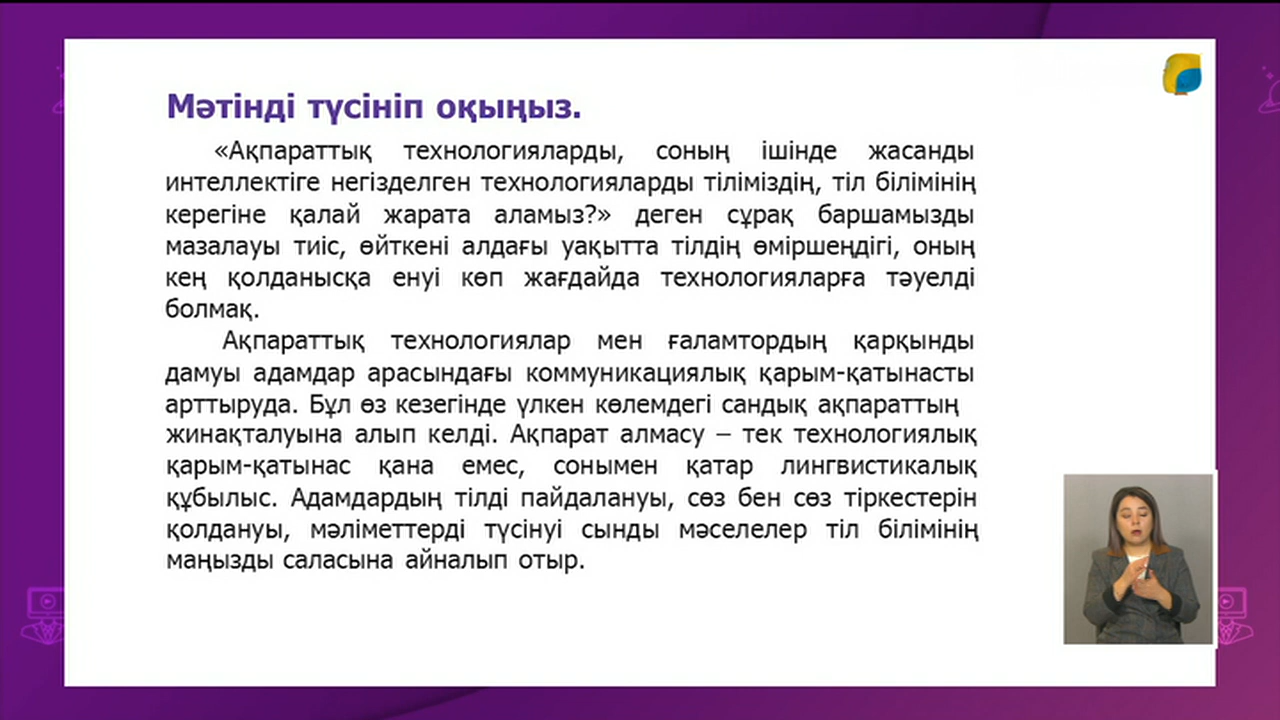 Мәтінді түсініп оқыңыз.
«Ақпараттық технологияларды, соның ішінде жасанды
интеллектіге негізделген технологияларды тіліміздің, тіл білімінің
керегіне қалай жарата аламыз?» деген сұрақ баршамызды
мазалауы тиіс, өйткені алдағы уақытта тілдің өміршеңдігі, оның
кең қолданысқа енуі көп жағдайда технологияларға тәуелді
болмақ.
Ақпараттық технологиялар мен ғаламтордың қарқынды
дамуы адамдар арасындағы коммуникациялық қарым-қатынасты
арттыруда. Бұл өз кезегінде үлкен көлемдегі сандық ақпараттың
жинақталуына алып келді. Ақпарат алмасу – тек технологиялық
қарым-қатынас қана емес, сонымен қатар лингвистикалық
құбылыс. Адамдардың тілді пайдалануы, сөз бен сөз тіркестерін
қолдануы, мәліметтерді түсінуі сынды мәселелер тіл білімінің
маңызды саласына айналып отыр.